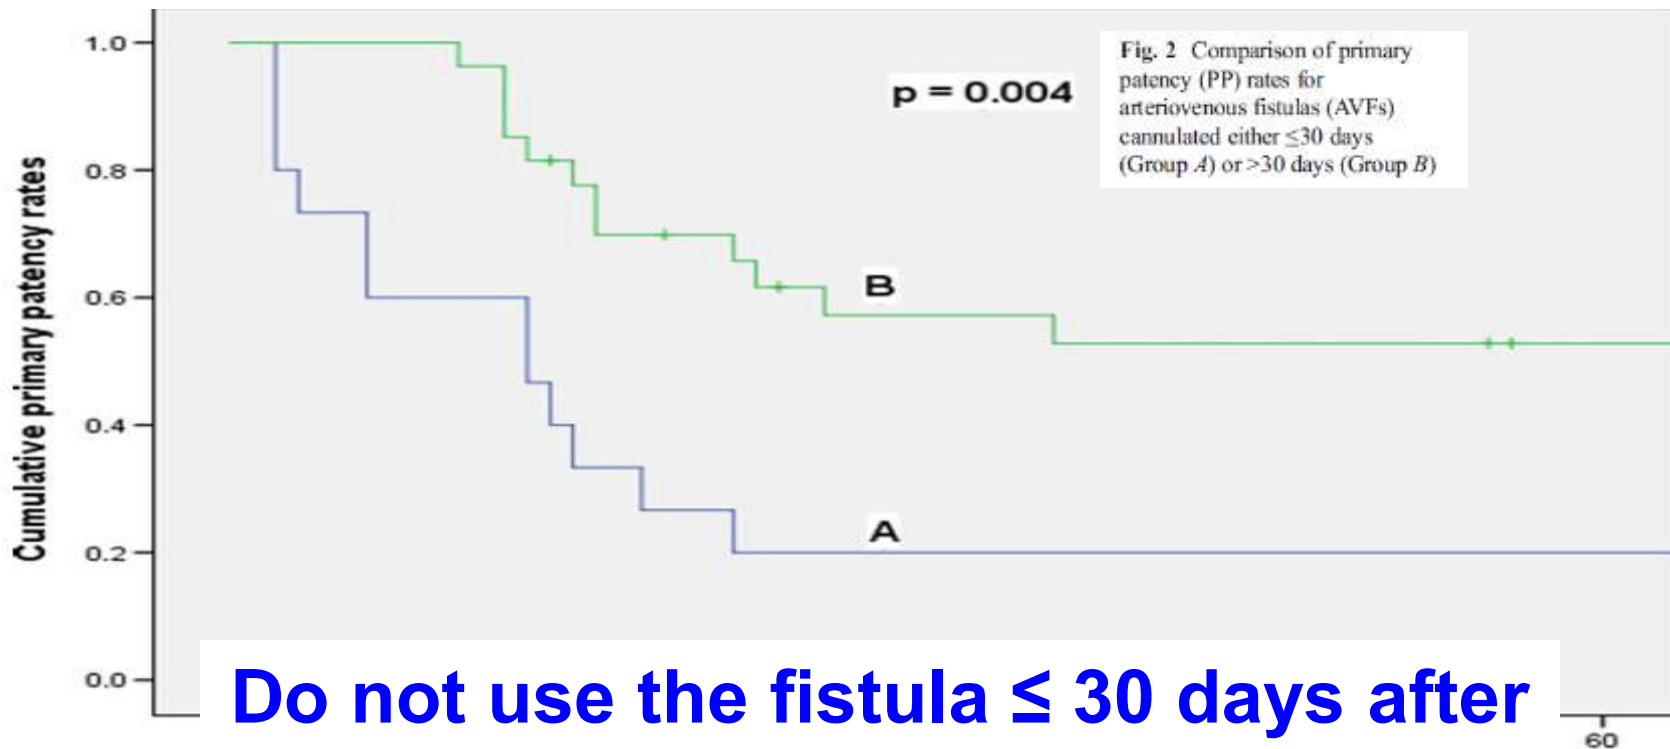 Cumulative primary patency rates
1.0
0.8
0.6
0.4
0.2
0.0
p = 0.004
Fig. 2 Comparison of primary
patency (PP) rates for
arteriovenous fistulas (AVFs)
cannulated either ≤30 days
(Group A) or >30 days (Group B)
B
A
Do not use the fistula ≤ 30 days after
60